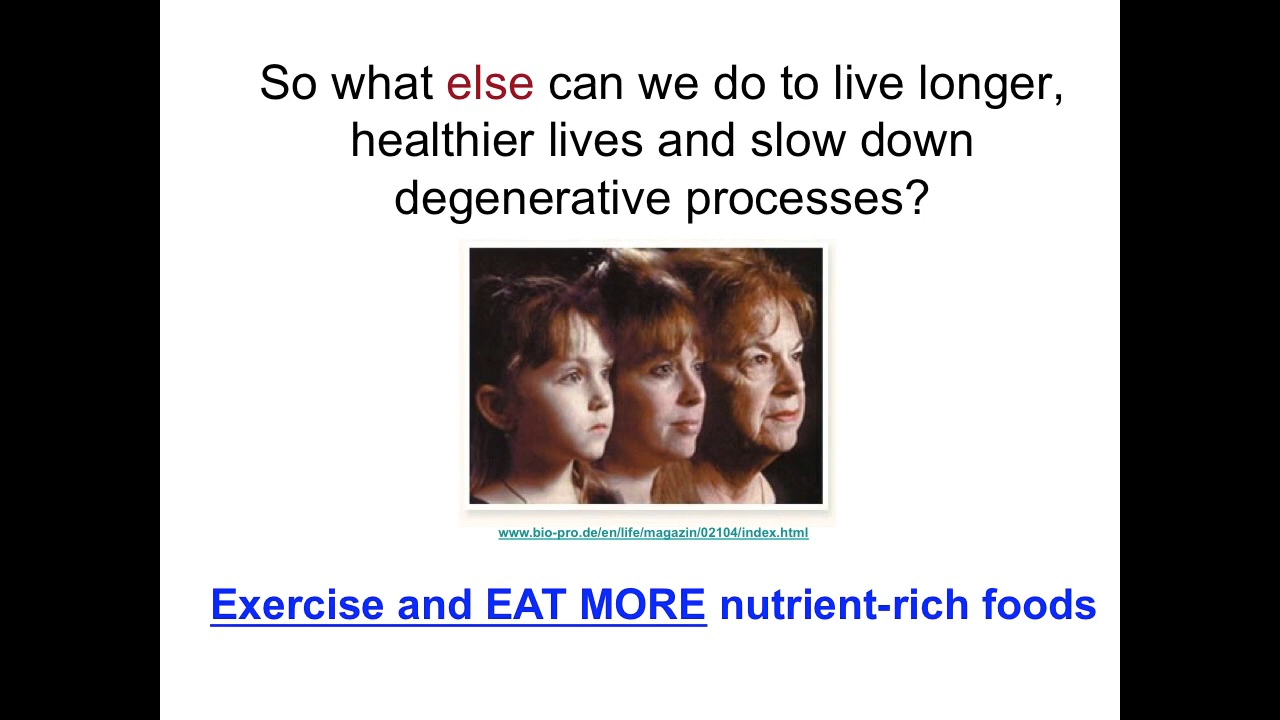 So what else can we do to live longer,
healthier lives and slow down
degenerative processes?
www.bio-pro.de/en/life/magazin/02104/index.html
Exercise and EAT MORE nutrient-rich foods